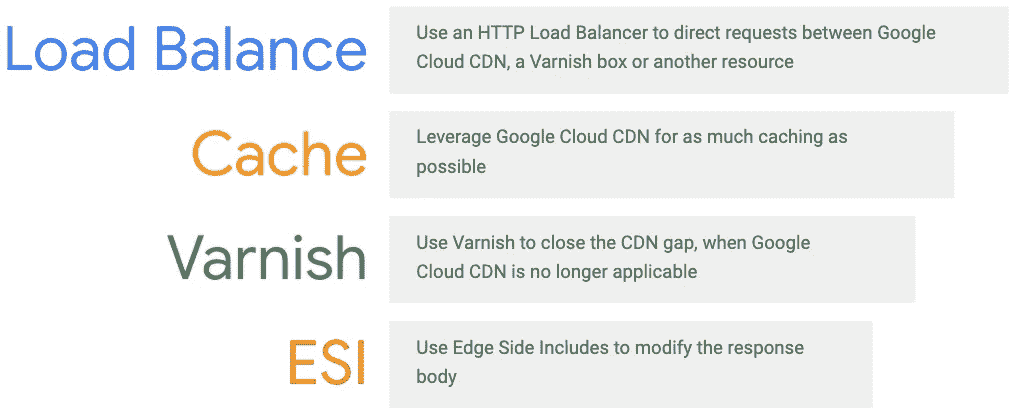 Load Balance
Use an HTTP Load Balancer to direct requests between Google
Cloud CDN, a Varnish box or another resource
Cache
Leverage Google Cloud CDN for as much caching as
possible
Varnish
Use Varnish to close the CDN gap, when Google
Cloud CDN is no longer applicable
ESI
Use Edge Side Includes to modify the response
body